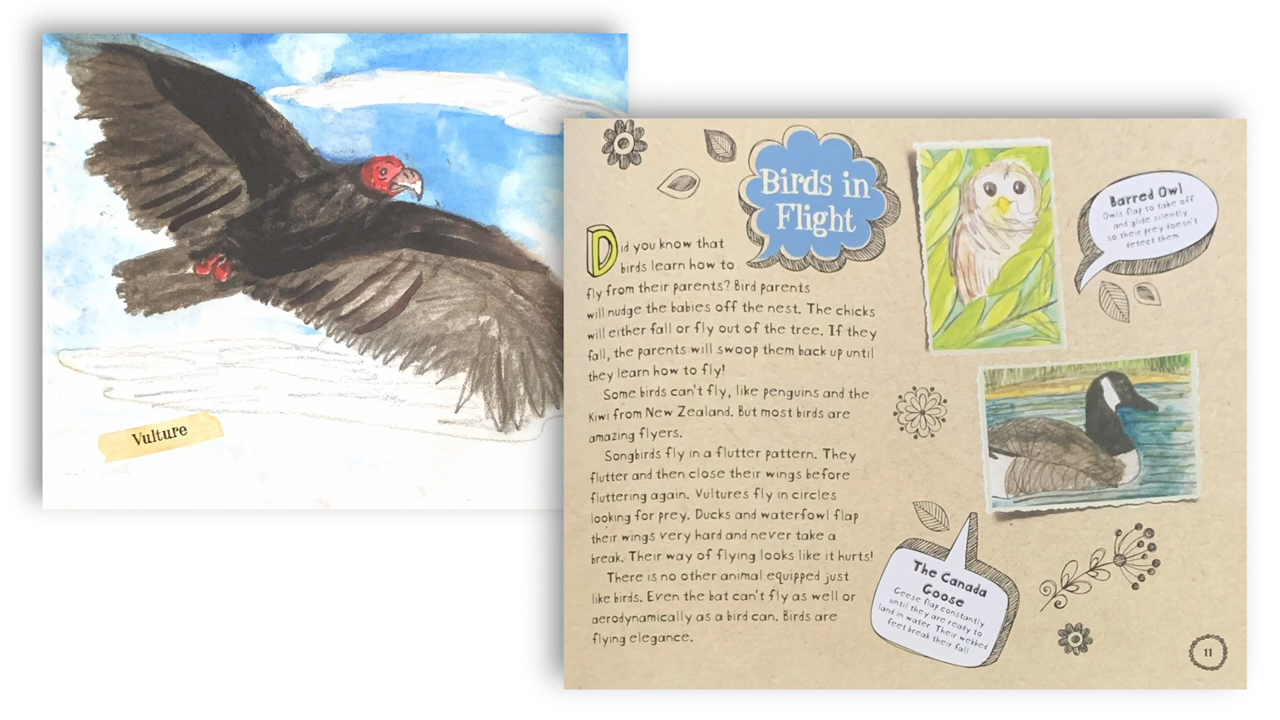 Vulture
Birds in
Flight
Did you know that
birds learn how to
fly from their parents? Bird parents
will nudge the babies off the nest. The chicks
will either fall or fly out of the tree. If they
fall, the parents will swoop them back up until
they learn how to fly!
Some birds can't fly, like penguins and the
Kiwi from New Zealand. But most birds are
amazing flyers.
Songbirds fly in a flutter pattern. They
flutter and then close their wings before
fluttering again. Vultures fly in circles
looking for prey. Ducks and waterfowl flap
their wings very hard and never take a
break. Their way of flying looks like it hurts!
There is no other animal equipped just
like birds. Even the bat can't fly as well or
aerodynamically as a bird can. Birds are
flying elegance.
Barred Owl
Owls flap to take off
and glide silently
so their prey doesn't
detect them.
The Canada
Goose
Geese flap constantly
until they are ready to
land in water. Their webbed
feet break their fall.
11